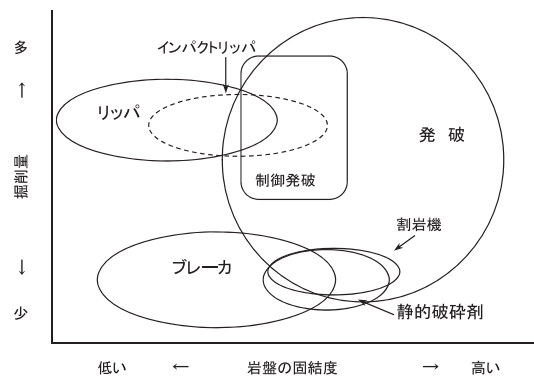 多
↑
掘削量
↓
少
インパクトリッパ
リッパ
発 破
制御発破
割岩機
ブレーカ
静的破砕剤
低い ← 岩盤の固結度 → 高い